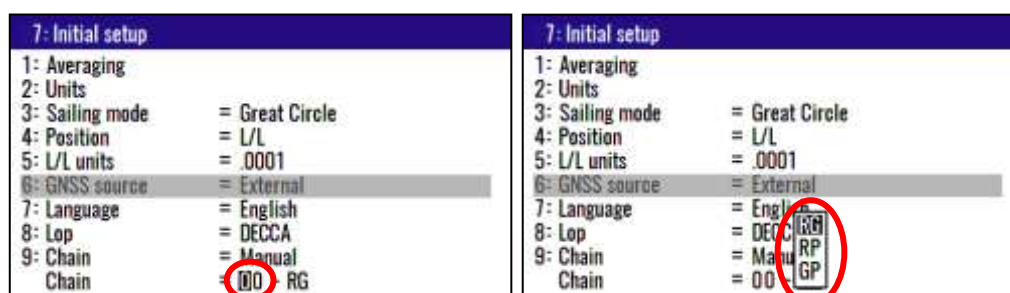 7: Initial setup
1: Averaging
2: Units
3: Sailing mode = Great Circle
4: Position = L/L
5: L/L units = .0001
6: GNSS source = External
7: Language = English
8: Lop = DECCA
9: Chain = Manual
Chain = 00 - RG
7: Initial setup
1: Averaging
2: Units
3: Sailing mode = Great Circle
4: Position = L/L
5: L/L units = .0001
6: GNSS source = External
7: Language = English
8: Lop = DECC
9: Chain = Manu
Chain = 00 -
RG
RP
GP